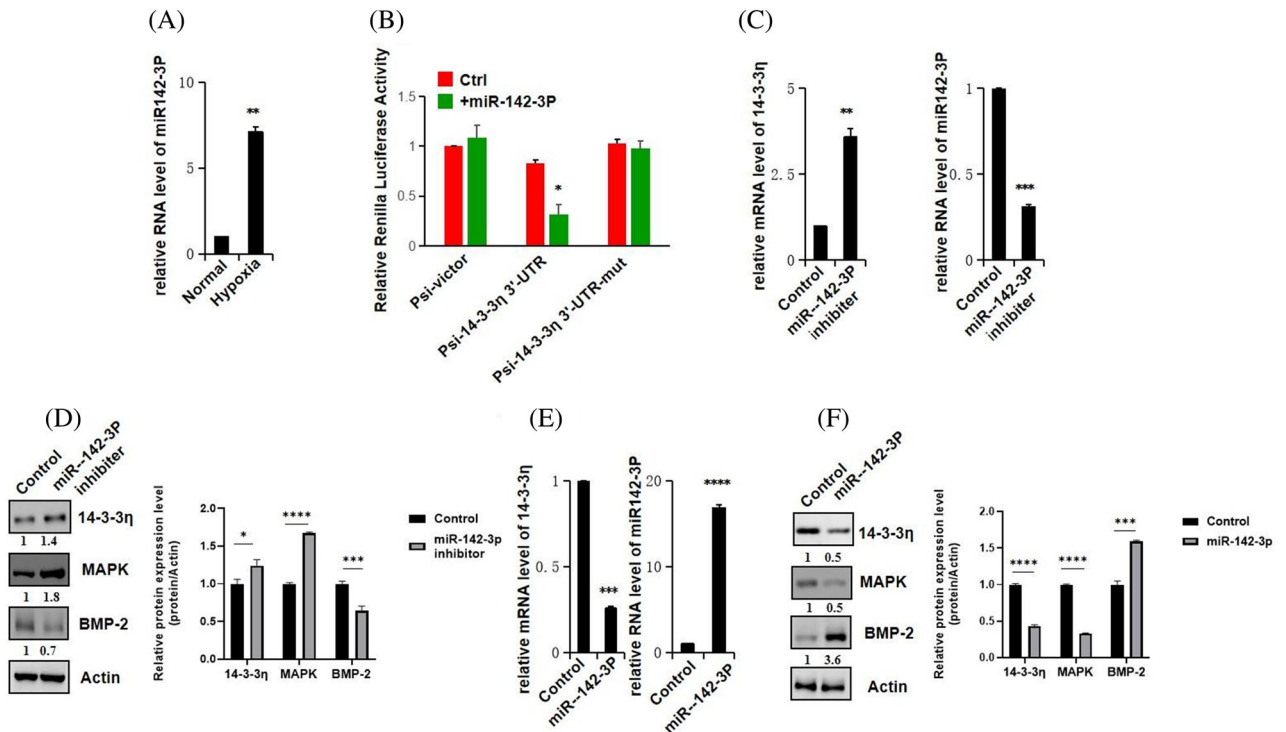 (A)
relative RNA level of miR142-3P
10
5
0
**
Normal
Hypoxia
(B)
Relative Renilla Luciferase Activity
1.5
1
0.5
0
Ctrl
+miR-142-3P
*
Psi-victor
Psi-14-3-3η 3'-UTR
Psi-14-3-3η 3'-UTR-mut
(C)
relative mRNA level of 14-3-3η
5
2.5
0
**
Control
miR--142-3P
inhibiter
relative RNA level of miR142-3P
1
0.5
0
***
Control
miR--142-3P
inhibiter
(D)
Control
miR--142-3P
inhibiter
14-3-3η
1 1.4
MAPK
1 1.8
BMP-2
1 0.7
Actin
Relative protein expression level
(protein/Actin)
2.0
1.5
1.0
0.5
0.0
*
****
***
14-3-3η MAPK BMP-2
Control
miR-142-3p
inhibitor
(E)
relative mRNA level of 14-3-3η
1
0.5
0
***
Control
miR--142-3P
relative RNA level of miR142-3P
20
10
0
****
Control
miR--142-3P
(F)
Control
miR--142-3P
14-3-3η
1 0.5
MAPK
1 0.5
BMP-2
1 3.6
Actin
Relative protein expression level
(protein/Actin)
2.0
1.5
1.0
0.5
0.0
****
****
***
14-3-3η MAPK BMP-2
Control
miR-142-3p